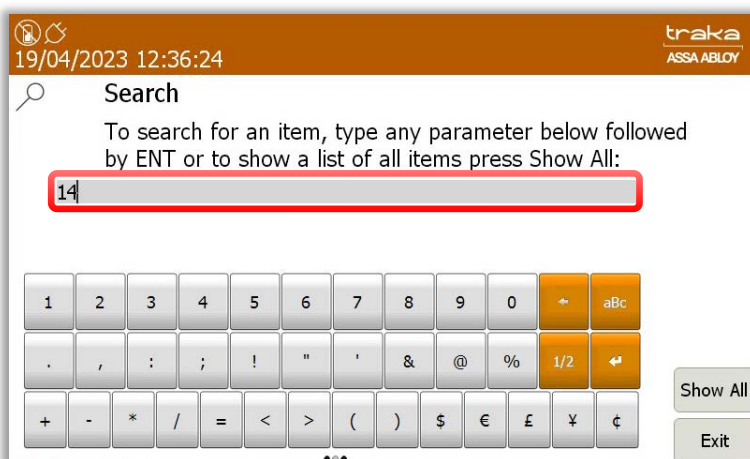 traka
19/04/2023 12:36:24
ASSA ABLOY
Search
To search for an item, type any parameter below followed
by ENT or to show a list of all items press Show All:
14
1 2 3 4 5 6 7 8 9 0 aBc
. , : ; ! " ' & @ % 1/2
+ - * / = < > ( ) $ € £ ¥ ¢
Show All
Exit